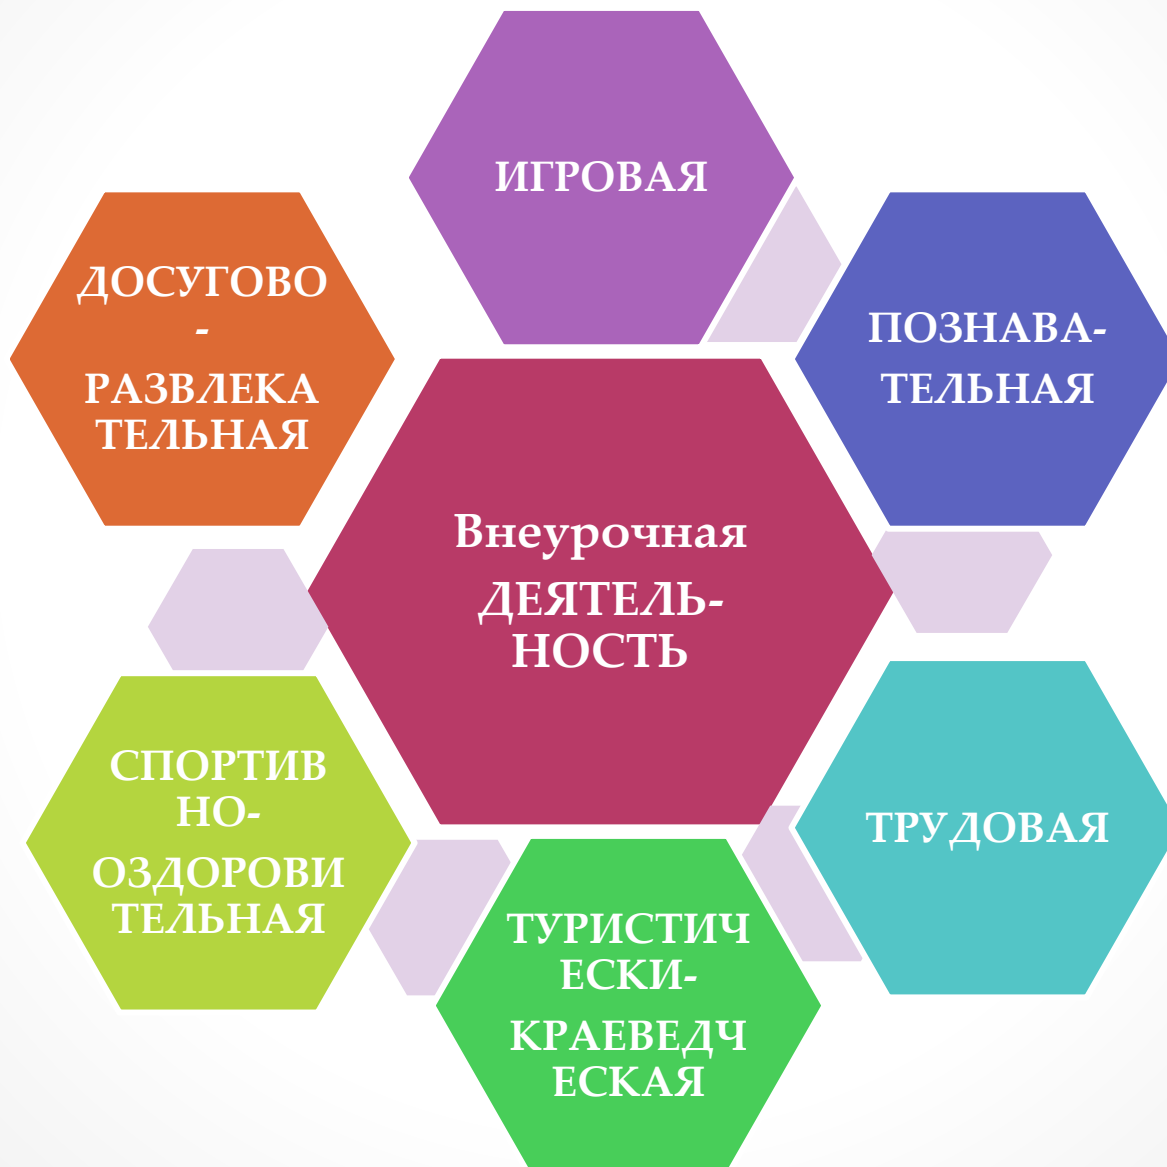 ИГРОВАЯ
ДОСУГОВО
-
РАЗВЛЕКА
ТЕЛЬНАЯ
ПОЗНАВА-
ТЕЛЬНАЯ
Внеурочная
ДЕЯТЕЛЬ-
НОСТЬ
СПОРТИВ
НО-
ОЗДОРОВИ
ТЕЛЬНАЯ
ТРУДОВАЯ
ТУРИСТИЧ
ЕСКИ-
КРАЕВЕДЧ
ЕСКАЯ